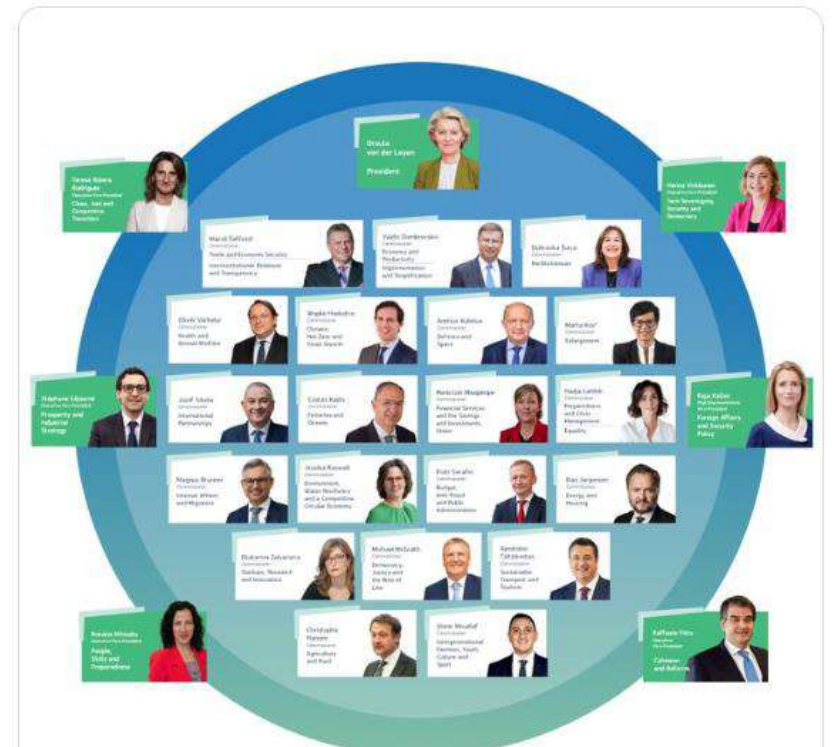 Ursula
von der Leyen
President
Teresa Ribera
Rodríguez
Executive Vice-President
Clean, Just and
Competitive
Transition
Henna Virkkunen
Executive Vice-President
Tech Sovereignty,
Security and
Democracy
Maroš Šefčovič
Commissioner
Trade and Economic Security
Interinstitutional Relations
and Transparency
Valdis Dombrovskis
Commissioner
Economy and
Productivity
Implementation
and Simplification
Dubravka Šuica
Commissioner
Mediterranean
Olivér Várhelyi
Commissioner
Health and
Animal Welfare
Wopke Hoekstra
Commissioner
Climate,
Net-Zero and
Clean Growth
Andrius Kubilius
Commissioner
Defence and
Space
Marta Kos
Commissioner
Enlargement
Stéphane Séjourné
Executive Vice-President
Prosperity and
Industrial
Strategy
Jozef Síkela
Commissioner
International
Partnerships
Costas Kadis
Commissioner
Fisheries and
Oceans
Maria Luís Albuquerque
Commissioner
Financial Services
and the Savings
and Investments
Union
Hadja Lahbib
Commissioner
Preparedness
and Crisis
Management
Equality
Kaja Kallas
High Representative
Vice-President
Foreign Affairs
and Security
Policy
Magnus Brunner
Commissioner
Internal Affairs
and Migration
Jessika Roswall
Commissioner
Environment,
Water Resilience
and a Competitive
Circular Economy
Piotr Serafin
Commissioner
Budget,
Anti-Fraud
and Public
Administration
Dan Jørgensen
Commissioner
Energy and
Housing
Ekaterina Zaharieva
Commissioner
Startups, Research
and Innovation
Michael McGrath
Commissioner
Democracy,
Justice and
the Rule of
Law
Apostolos
Tzitzikostas
Commissioner
Sustainable
Transport and
Tourism
Roxana Mînzatu
Executive Vice-President
People,
Skills and
Preparedness
Christophe
Hansen
Commissioner
Agriculture
and Food
Glenn Micallef
Commissioner
Intergenerational
Fairness, Youth,
Culture and
Sport
Raffaele Fitto
Executive
Vice-President
Cohesion
and Reforms